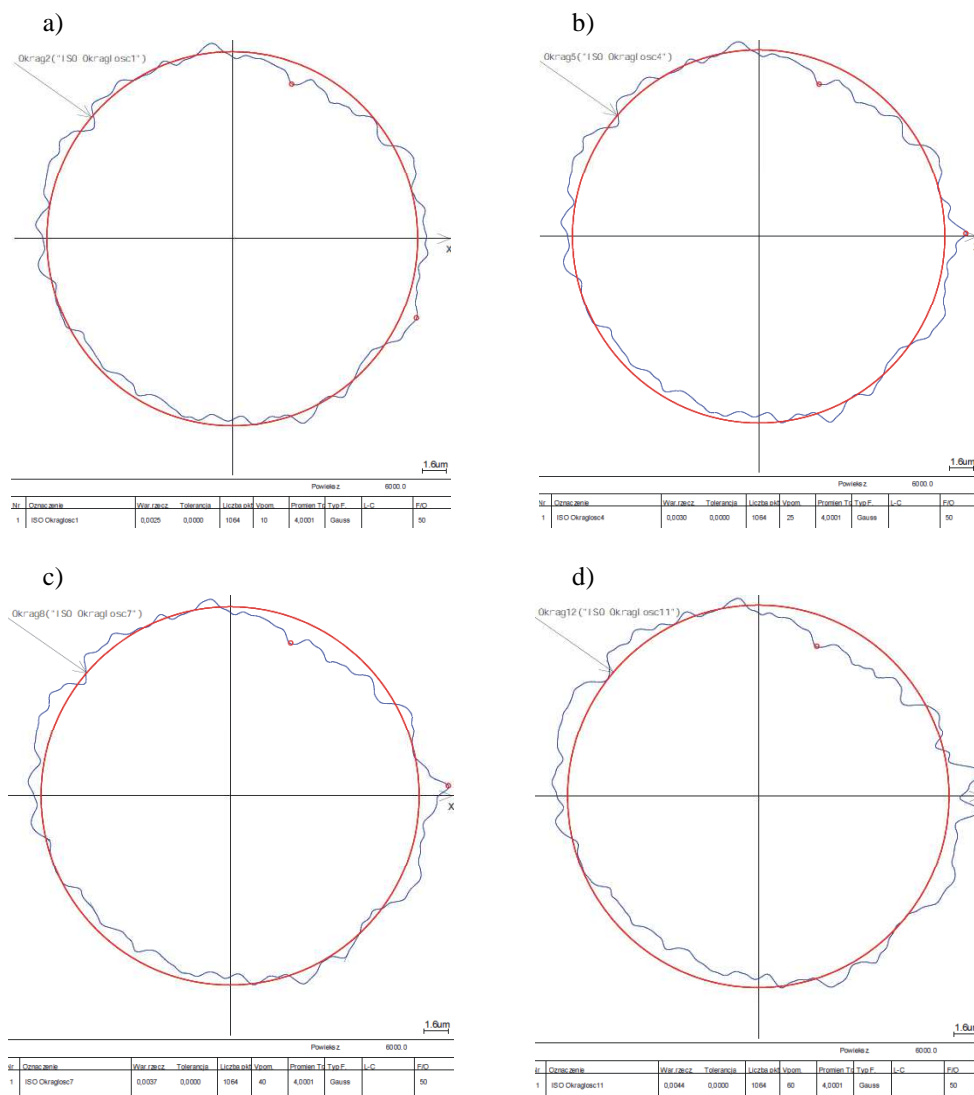 a) b)
Okrag2("ISO Okraglosc1") Okrag5("ISO Okraglosc4")
X
1.6um 1.6um
Powieksz. 6000.0 Powieksz. 6000.0
Nr Oznaczenie War.rzecz. Tolerancja Liczba pkt Vpom. Promien Typ F. L-C F/O Oznaczenie War.rzecz. Tolerancja Liczba pkt Vpom. Promien Typ F. L-C F/O
1 ISO Okraglosc1 0,0025 0,0000 1064 10 4,0001 Gauss 50 1 ISO Okraglosc4 0,0030 0,0000 1064 25 4,0001 Gauss 50
c) d)
Okrag8("ISO Okraglosc7") Okrag12("ISO Okraglosc11")
X
1.6um 1.6um
Powieksz. 6000.0 Powieksz. 6000.0
Oznaczenie War.rzecz. Tolerancja Liczba pkt Vpom. Promien Typ F. L-C F/O Oznaczenie War.rzecz. Tolerancja Liczba pkt Vpom. Promien Typ F. L-C F/O
1 ISO Okraglosc7 0,0037 0,0000 1064 40 4,0001 Gauss 50 1 ISO Okraglosc11 0,0044 0,0000 1064 60 4,0001 Gauss 50